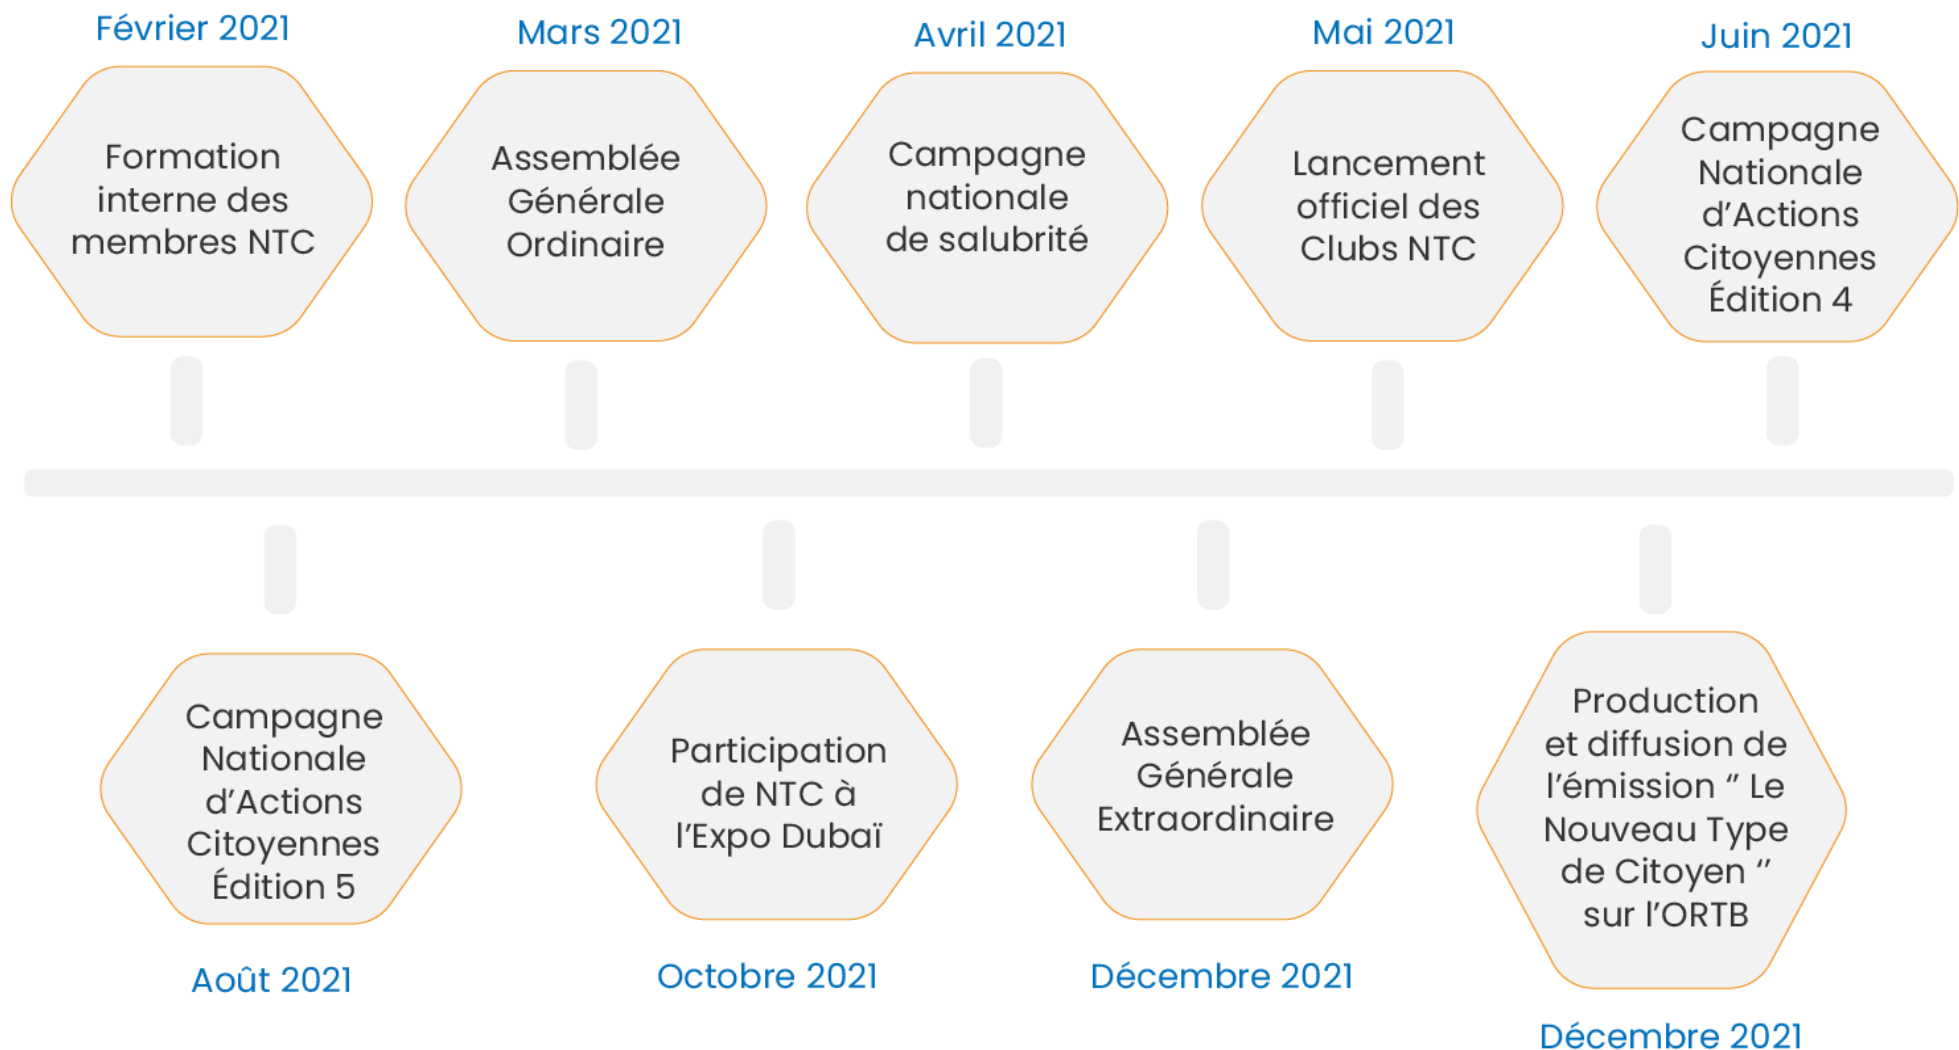 Février 2021
Formation
interne des
membres NTC
Mars 2021
Assemblée
Générale
Ordinaire
Avril 2021
Campagne
nationale
de salubrité
Mai 2021
Lancement
officiel des
Clubs NTC
Juin 2021
Campagne
Nationale
d’Actions
Citoyennes
Édition 4
Campagne
Nationale
d’Actions
Citoyennes
Édition 5
Août 2021
Participation
de NTC à
l’Expo Dubaï
Octobre 2021
Assemblée
Générale
Extraordinaire
Décembre 2021
Production
et diffusion de
l’émission “ Le
Nouveau Type
de Citoyen “
sur l’ORTB
Décembre 2021